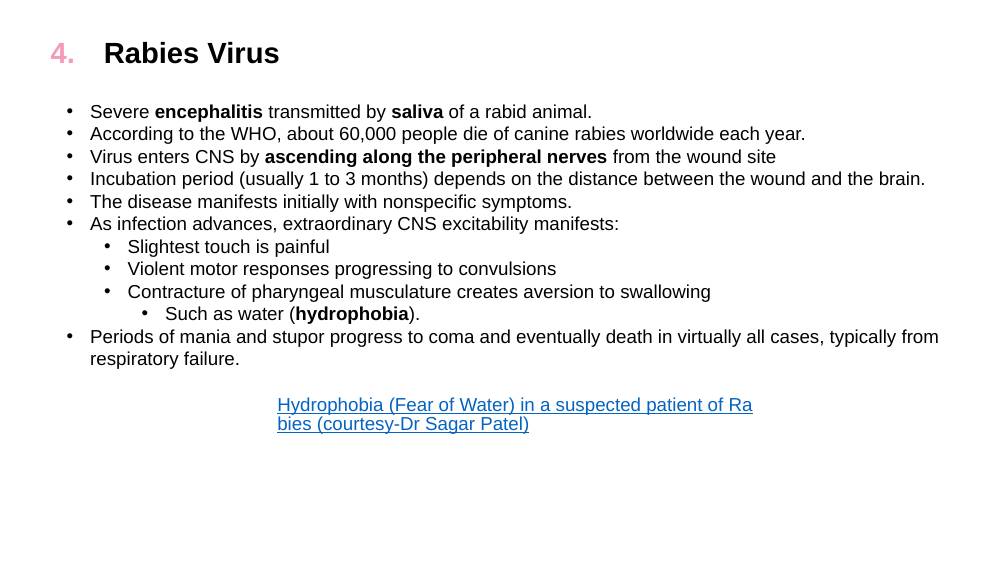 4. Rabies Virus
• Severe encephalitis transmitted by saliva of a rabid animal.
• According to the WHO, about 60,000 people die of canine rabies worldwide each year.
• Virus enters CNS by ascending along the peripheral nerves from the wound site
• Incubation period (usually 1 to 3 months) depends on the distance between the wound and the brain.
• The disease manifests initially with nonspecific symptoms.
• As infection advances, extraordinary CNS excitability manifests:
• Slightest touch is painful
• Violent motor responses progressing to convulsions
• Contracture of pharyngeal musculature creates aversion to swallowing
• Such as water (hydrophobia).
• Periods of mania and stupor progress to coma and eventually death in virtually all cases, typically from
respiratory failure.
Hydrophobia (Fear of Water) in a suspected patient of Ra
bies (courtesy-Dr Sagar Patel)